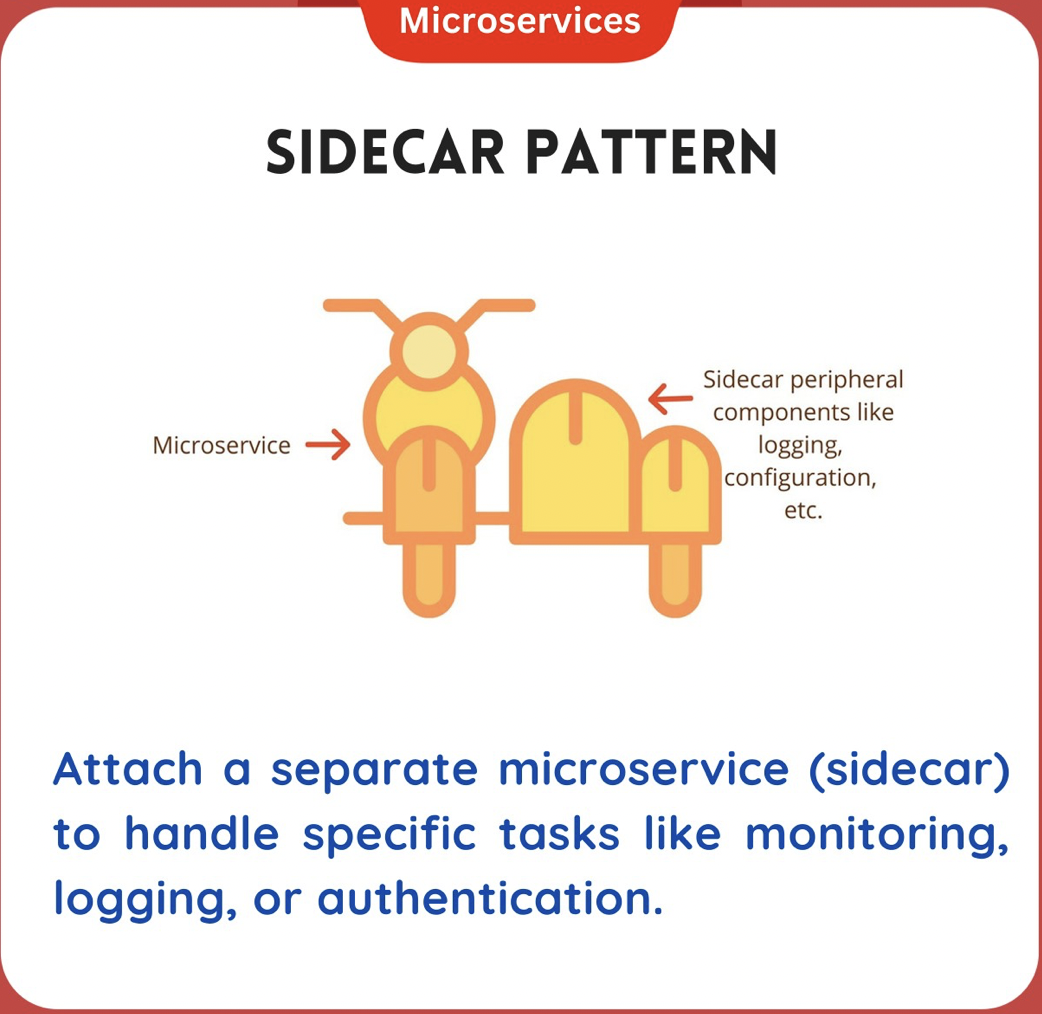 Microservices
SIDECAR PATTERN
Microservice
Sidecar peripheral
components like
logging,
configuration,
etc.
Attach a separate microservice (sidecar)
to handle specific tasks like monitoring,
logging, or authentication.